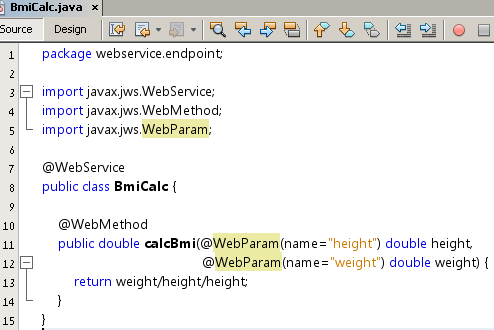 BmiCalc.java
Source Design
1 package webservice.endpoint;
2
3 import javax.jws.WebService;
4 import javax.jws.WebMethod;
5 import javax.jws.WebParam;
6
7 @WebService
8 public class BmiCalc {
9
10 @WebMethod
11 public double calcBmi(@WebParam(name="height") double height,
12 @WebParam(name="weight") double weight) {
13 return weight/height/height;
14 }
15 }